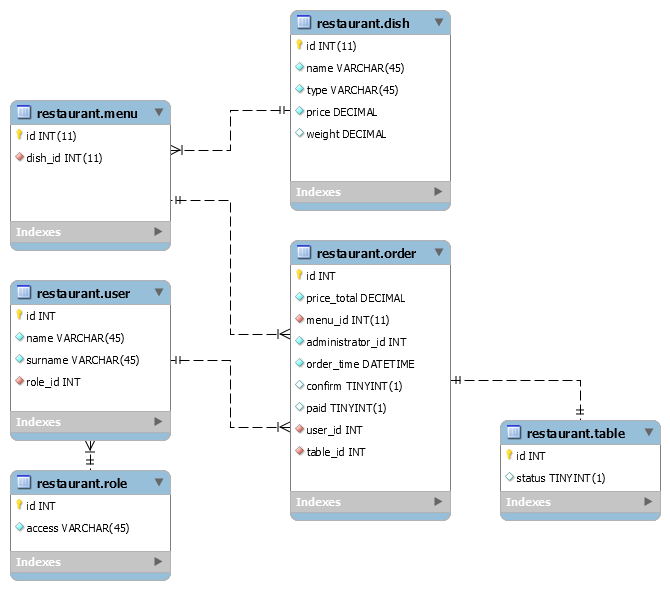 restaurant.dish
id INT(11)
name VARCHAR(45)
type VARCHAR(45)
price DECIMAL
weight DECIMAL
Indexes
restaurant.menu
id INT(11)
dish_id INT(11)
Indexes
restaurant.order
id INT
price_total DECIMAL
menu_id INT(11)
administrator_id INT
order_time DATETIME
confirm TINYINT(1)
paid TINYINT(1)
user_id INT
table_id INT
Indexes
restaurant.user
id INT
name VARCHAR(45)
surname VARCHAR(45)
role_id INT
Indexes
restaurant.table
id INT
status TINYINT(1)
Indexes
restaurant.role
id INT
access VARCHAR(45)
Indexes